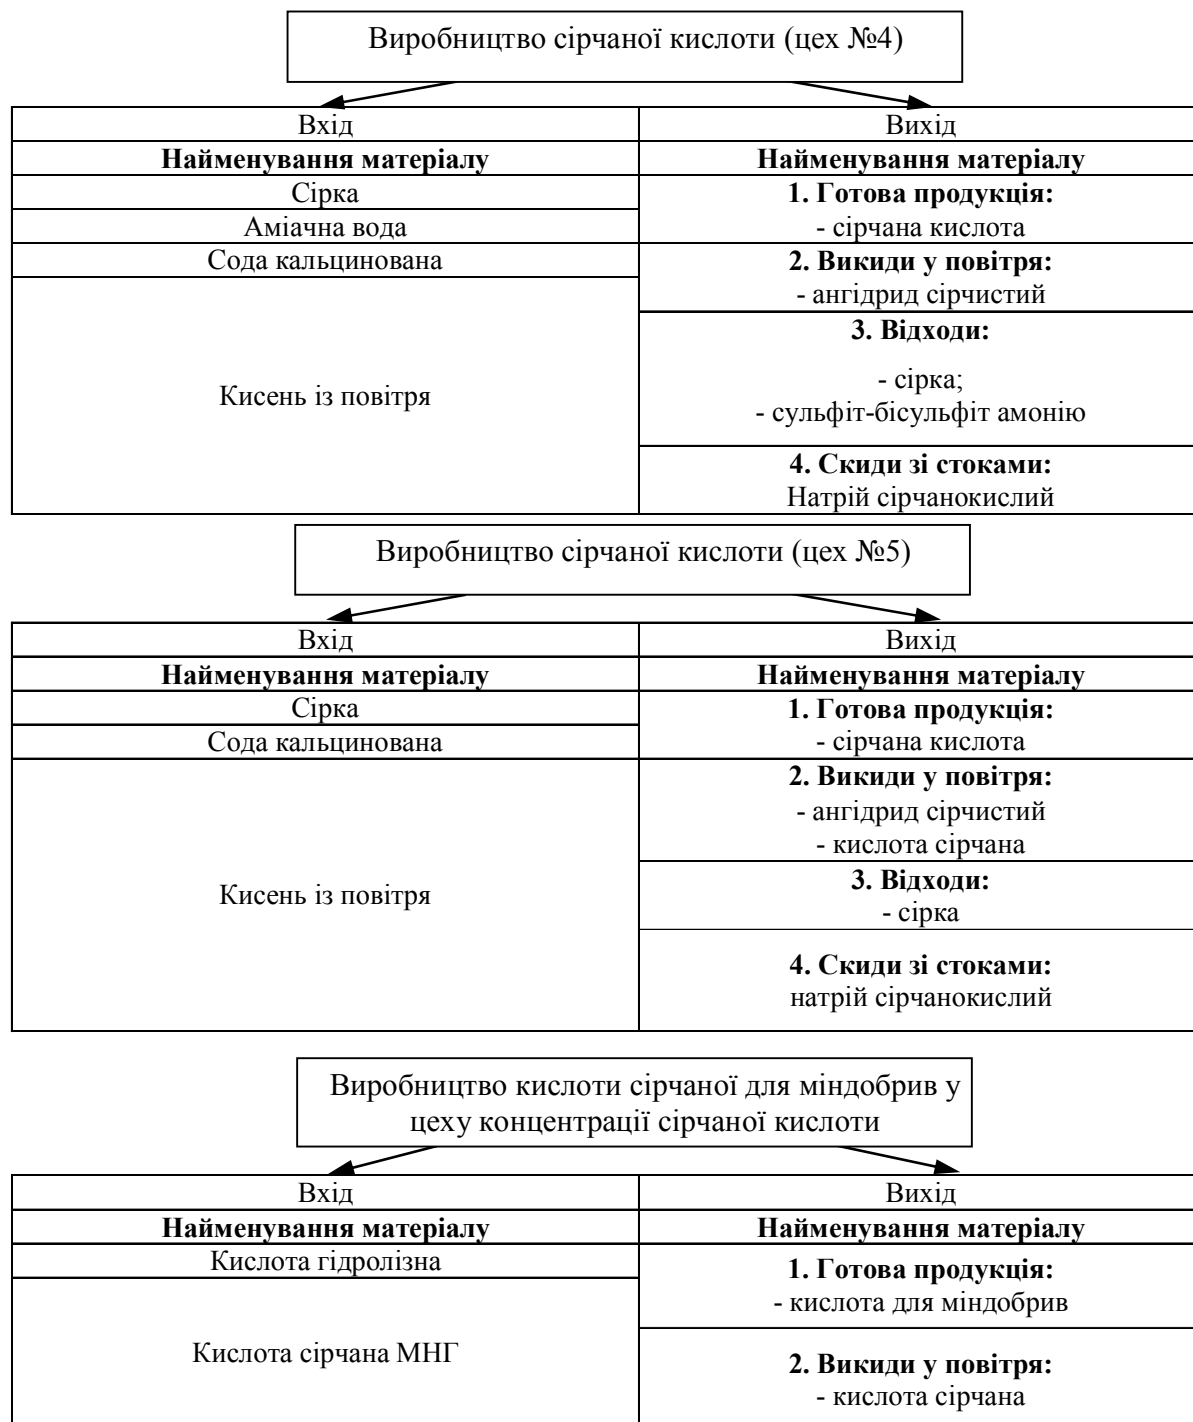 Виробництво сірчаної кислоти (цех №4)
Вхід
Вихід
Найменування матеріалу
Найменування матеріалу
Сірка
Аміачна вода
Сода кальцинована
Кисень із повітря
1. Готова продукція:
- сірчана кислота
2. Викиди у повітря:
- ангідрид сірчистий
3. Відходи:
- сірка;
- сульфіт-бісульфіт амонію
4. Скиди зі стоками:
Натрій сірчанокислий
Виробництво сірчаної кислоти (цех №5)
Вхід
Вихід
Найменування матеріалу
Найменування матеріалу
Сірка
Сода кальцинована
Кисень із повітря
1. Готова продукція:
- сірчана кислота
2. Викиди у повітря:
- ангідрид сірчистий
- кислота сірчана
3. Відходи:
- сірка
4. Скиди зі стоками:
натрій сірчанокислий
Виробництво кислоти сірчаної для міндобрив у
цеху концентрації сірчаної кислоти
Вхід
Вихід
Найменування матеріалу
Найменування матеріалу
Кислота гідролізна
Кислота сірчана МНГ
1. Готова продукція:
- кислота для міндобрив
2. Викиди у повітря:
- кислота сірчана